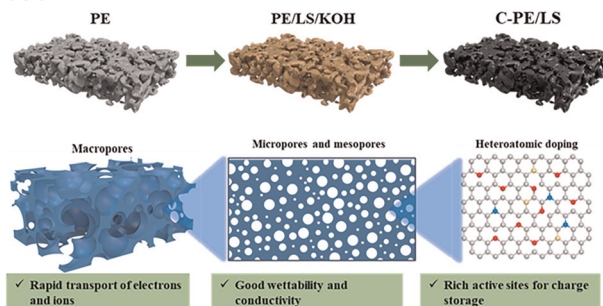 PE
PE/LS/KOH
C-PE/LS
Macropores
Micropores and mesopores
Heteroatomic doping
✓ Rapid transport of electrons
and ions
✓ Good wettability and
conductivity
✓ Rich active sites for charge
storage